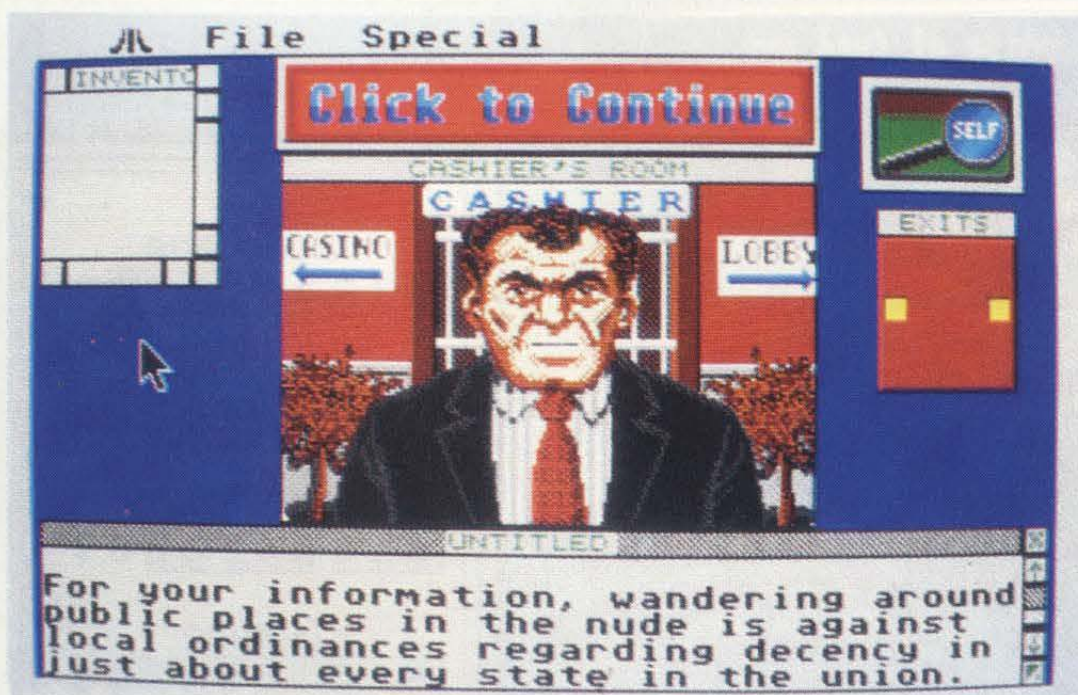 File Special
INVENTO
Click to Continue
CASHIER'S ROOM
CASHIER
CASINO
LOBBY
SELF
EXITS
UNTITLED
For your information, wandering around
public places in the nude is against
local ordinances regarding decency in
just about every state in the union.